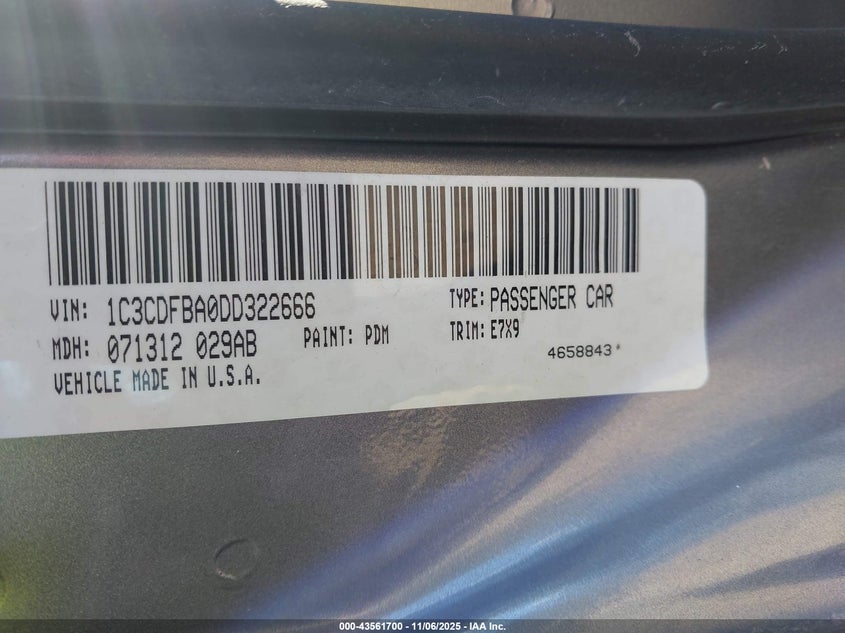 VIN: 1C3CDFBA0DD322666 TYPE: PASSENGER CAR
MDH: 071312 029AB PAINT: PDM TRIM: E7X9
VEHICLE MADE IN U.S.A. 4658843*
000-43561700 - 11/06/2025 - IAA Inc.